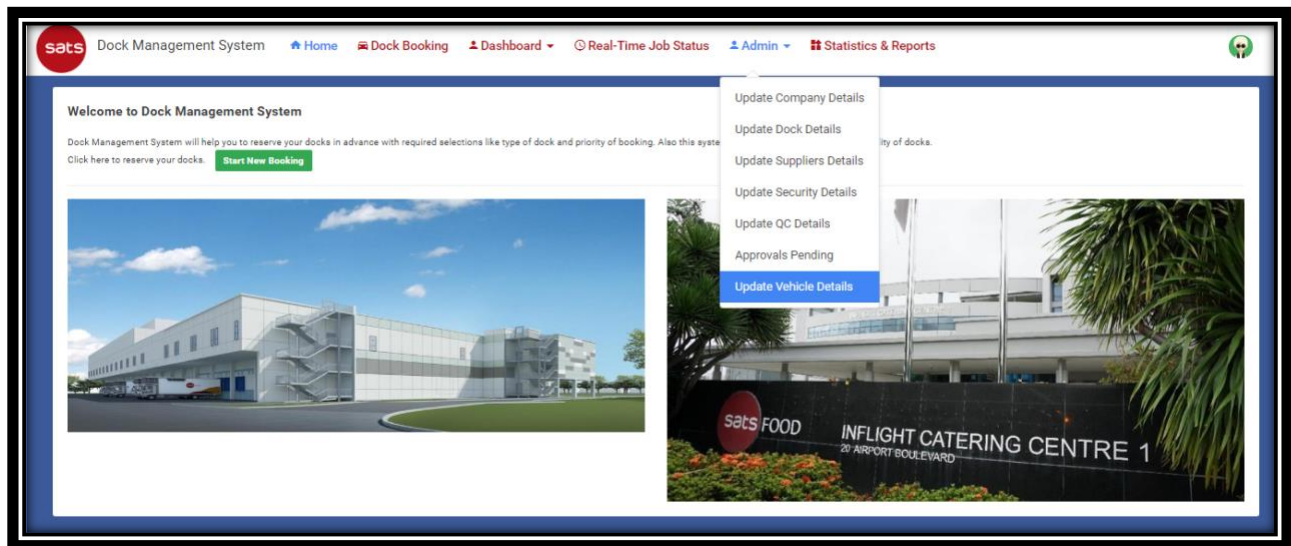 sats Dock Management System Home Dock Booking Dashboard Real-Time Job Status Admin Statistics & Reports
Update Company Details
Update Dock Details
Update Suppliers Details
Update Security Details
Update QC Details
Approvals Pending
Update Vehicle Details
Welcome to Dock Management System
Dock Management System will help you to reserve your docks in advance with required selections like type of dock and priority of booking. Also this syste ity of docks.
Click here to reserve your docks. Start New Booking
sats FOOD
INFLIGHT CATERING CENTRE 1
20 AIRPORT BOULEVARD